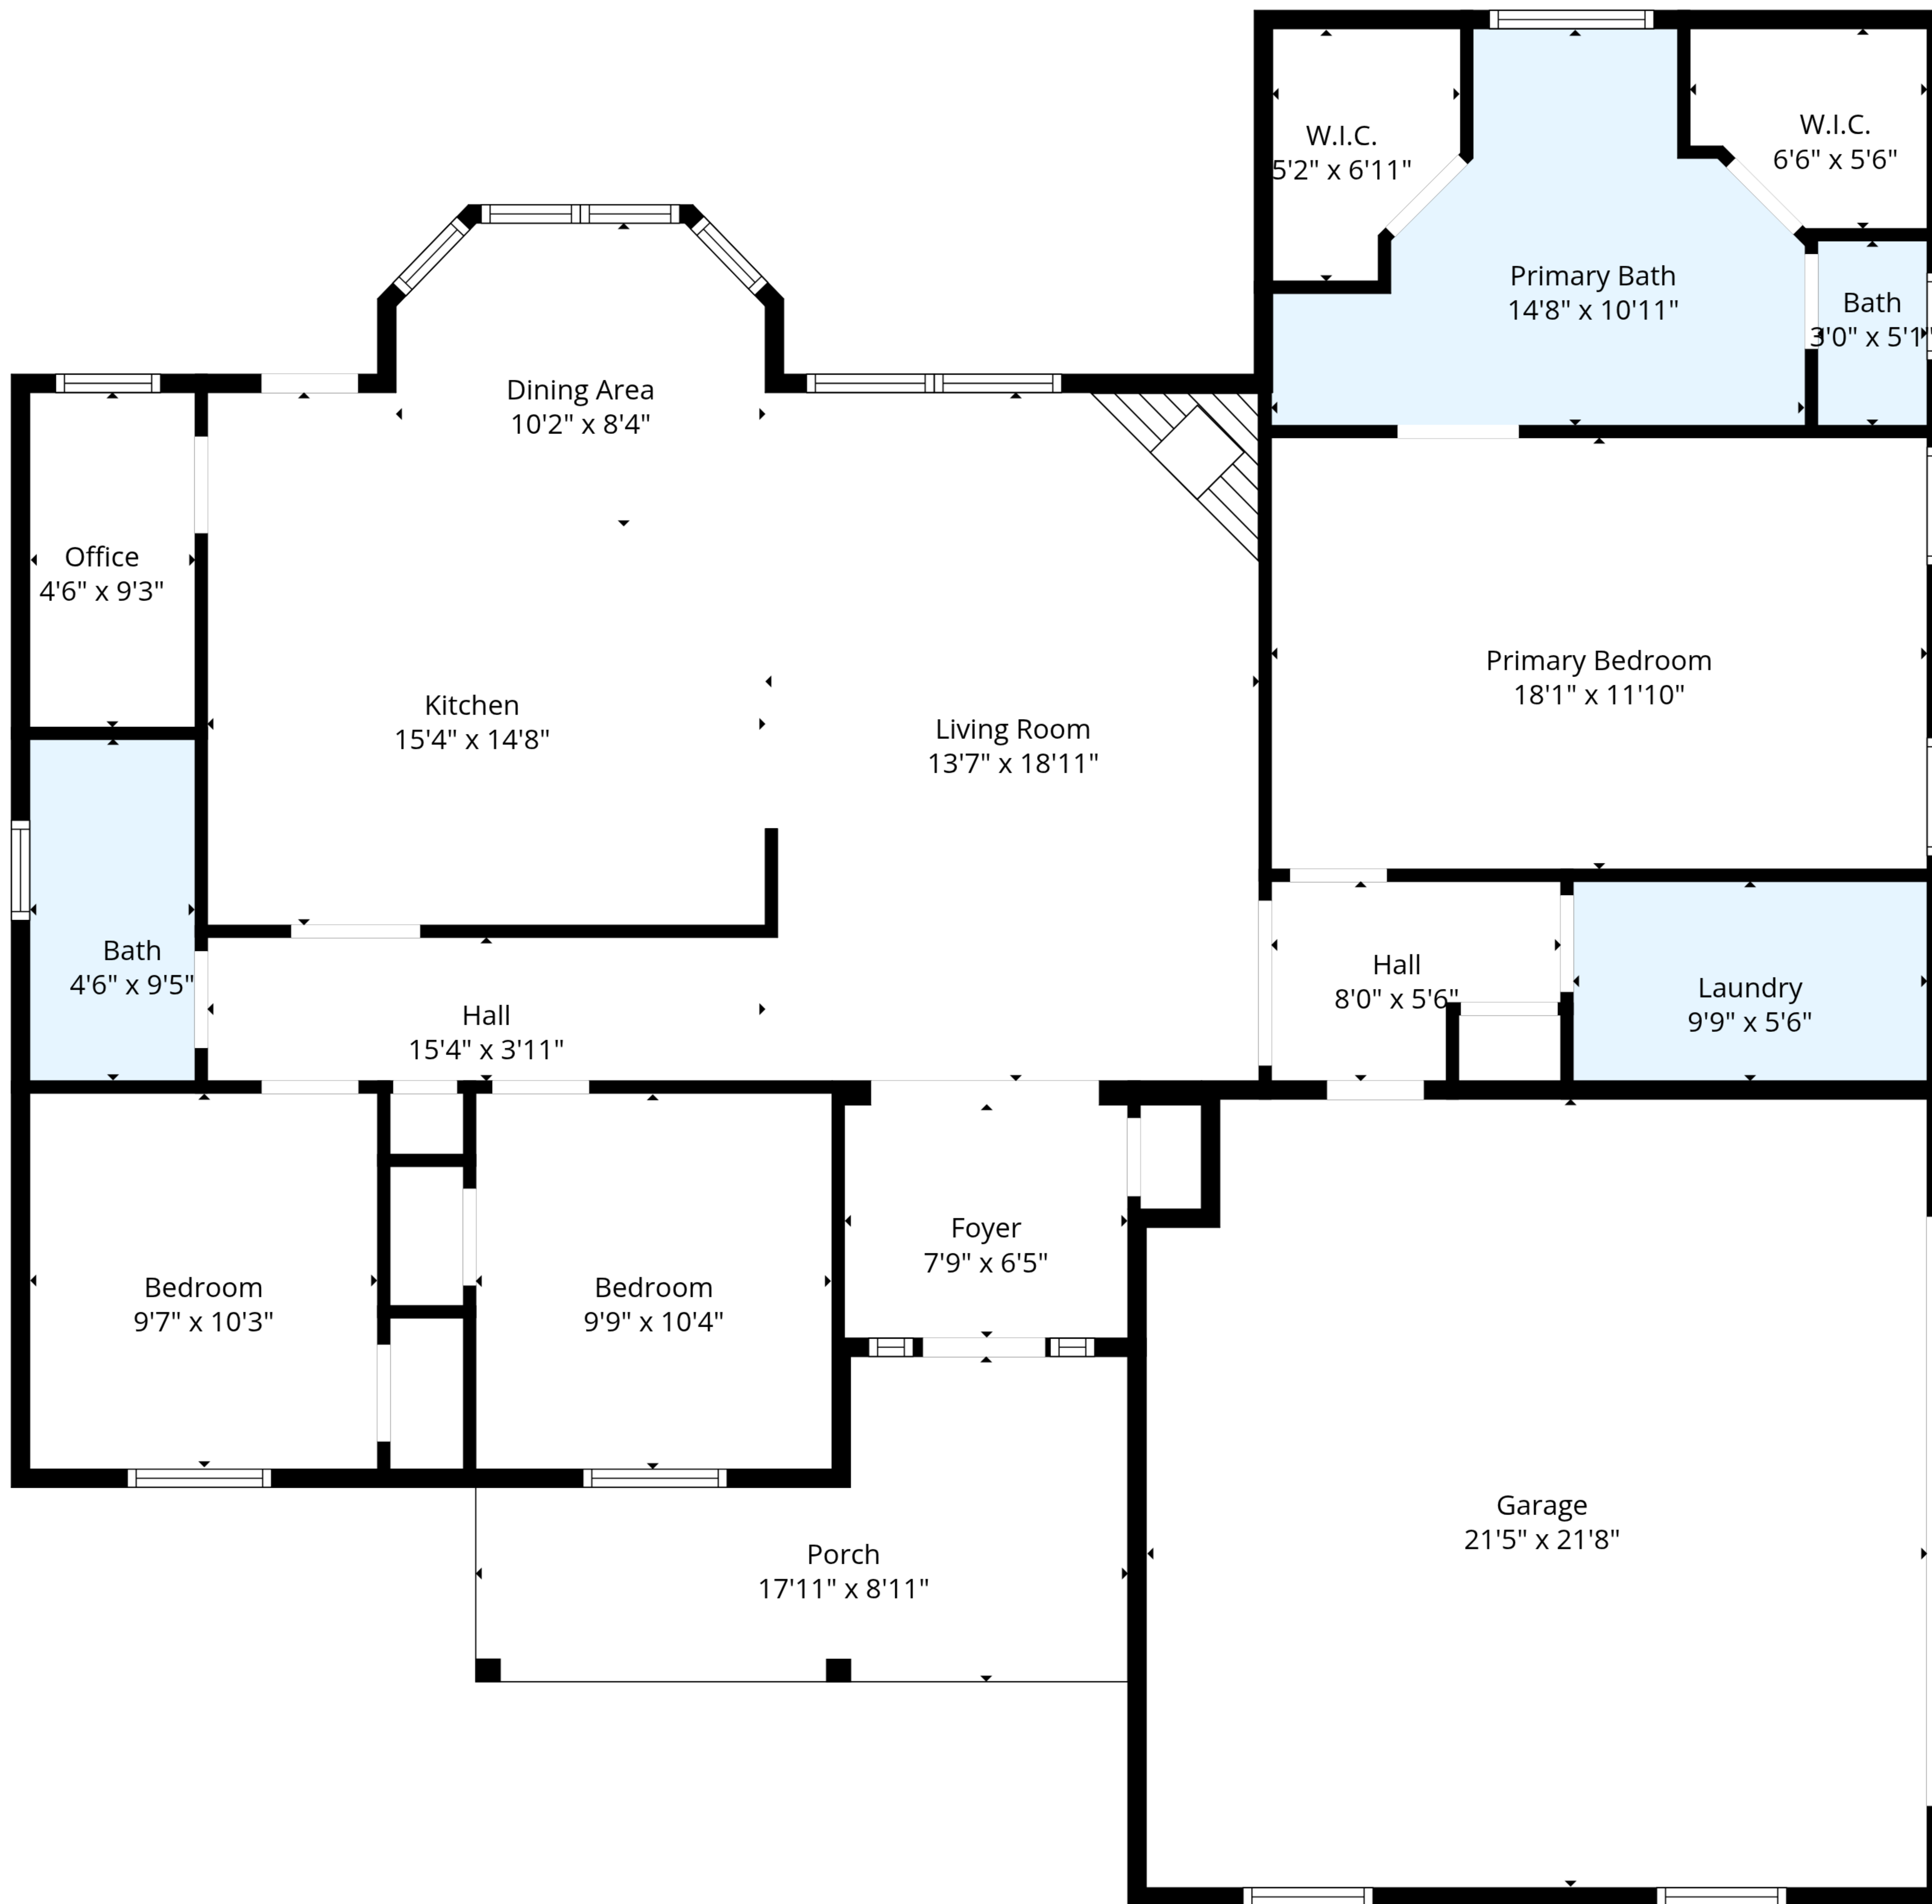 W.I.C.
5'2" x 6'11"
W.I.C.
6'6" x 5'6"
Primary Bath
14'8" x 10'11"
Bath
3'0" x 5'1"
Dining Area
10'2" x 8'4"
Office
4'6" x 9'3"
Primary Bedroom
18'1" x 11'10"
Kitchen
15'4" x 14'8"
Living Room
13'7" x 18'11"
Bath
4'6" x 9'5"
Hall
8'0" x 5'6"
Laundry
9'9" x 5'6"
Hall
15'4" x 3'11"
Foyer
7'9" x 6'5"
Bedroom
9'7" x 10'3"
Bedroom
9'9" x 10'4"
Garage
21'5" x 21'8"
Porch
17'11" x 8'11"